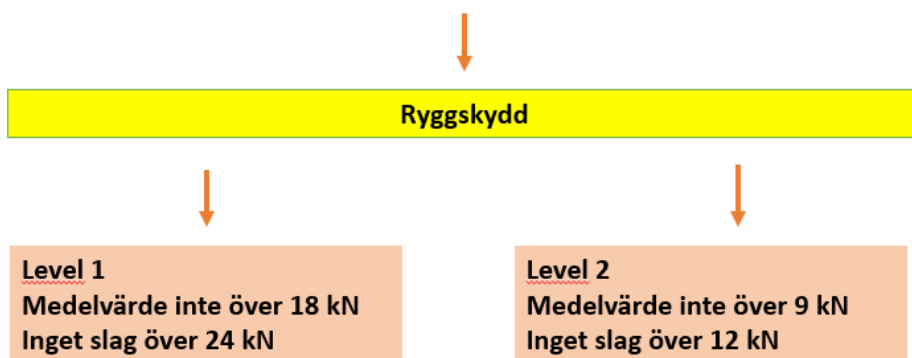 Ryggskydd
Level 1
Medelvärde inte över 18 kN
Inget slag över 24 kN
Level 2
Medelvärde inte över 9 kN
Inget slag över 12 kN